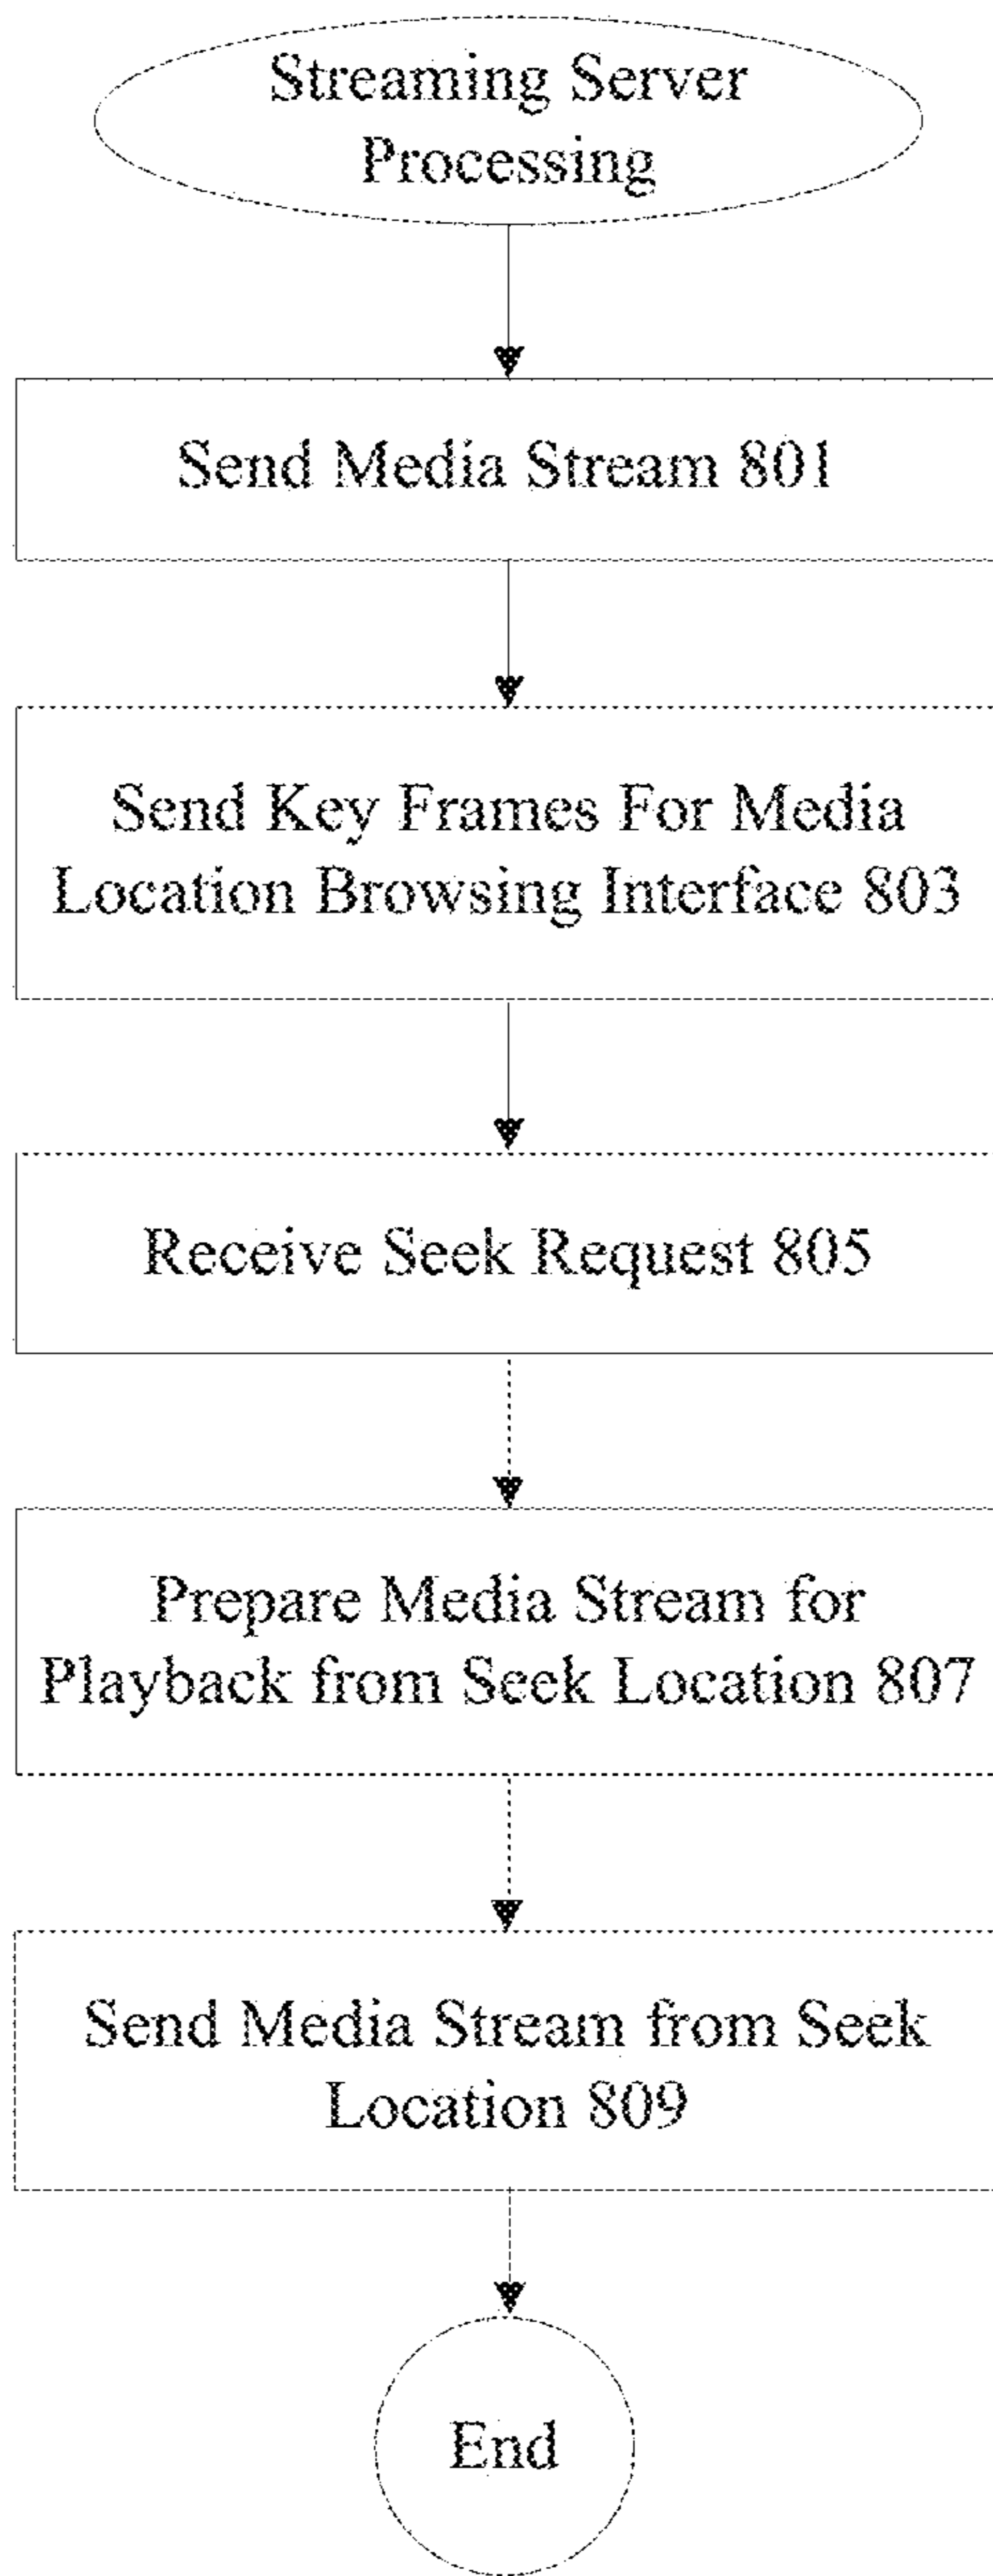 Streaming Server
Processing
Send Media Stream 801
Send Key Frames For Media
Location Browsing Interface 803
Receive Seek Request 805
Prepare Media Stream for
Playback from Seek Location 807
Send Media Stream from Seek
Location 809
End